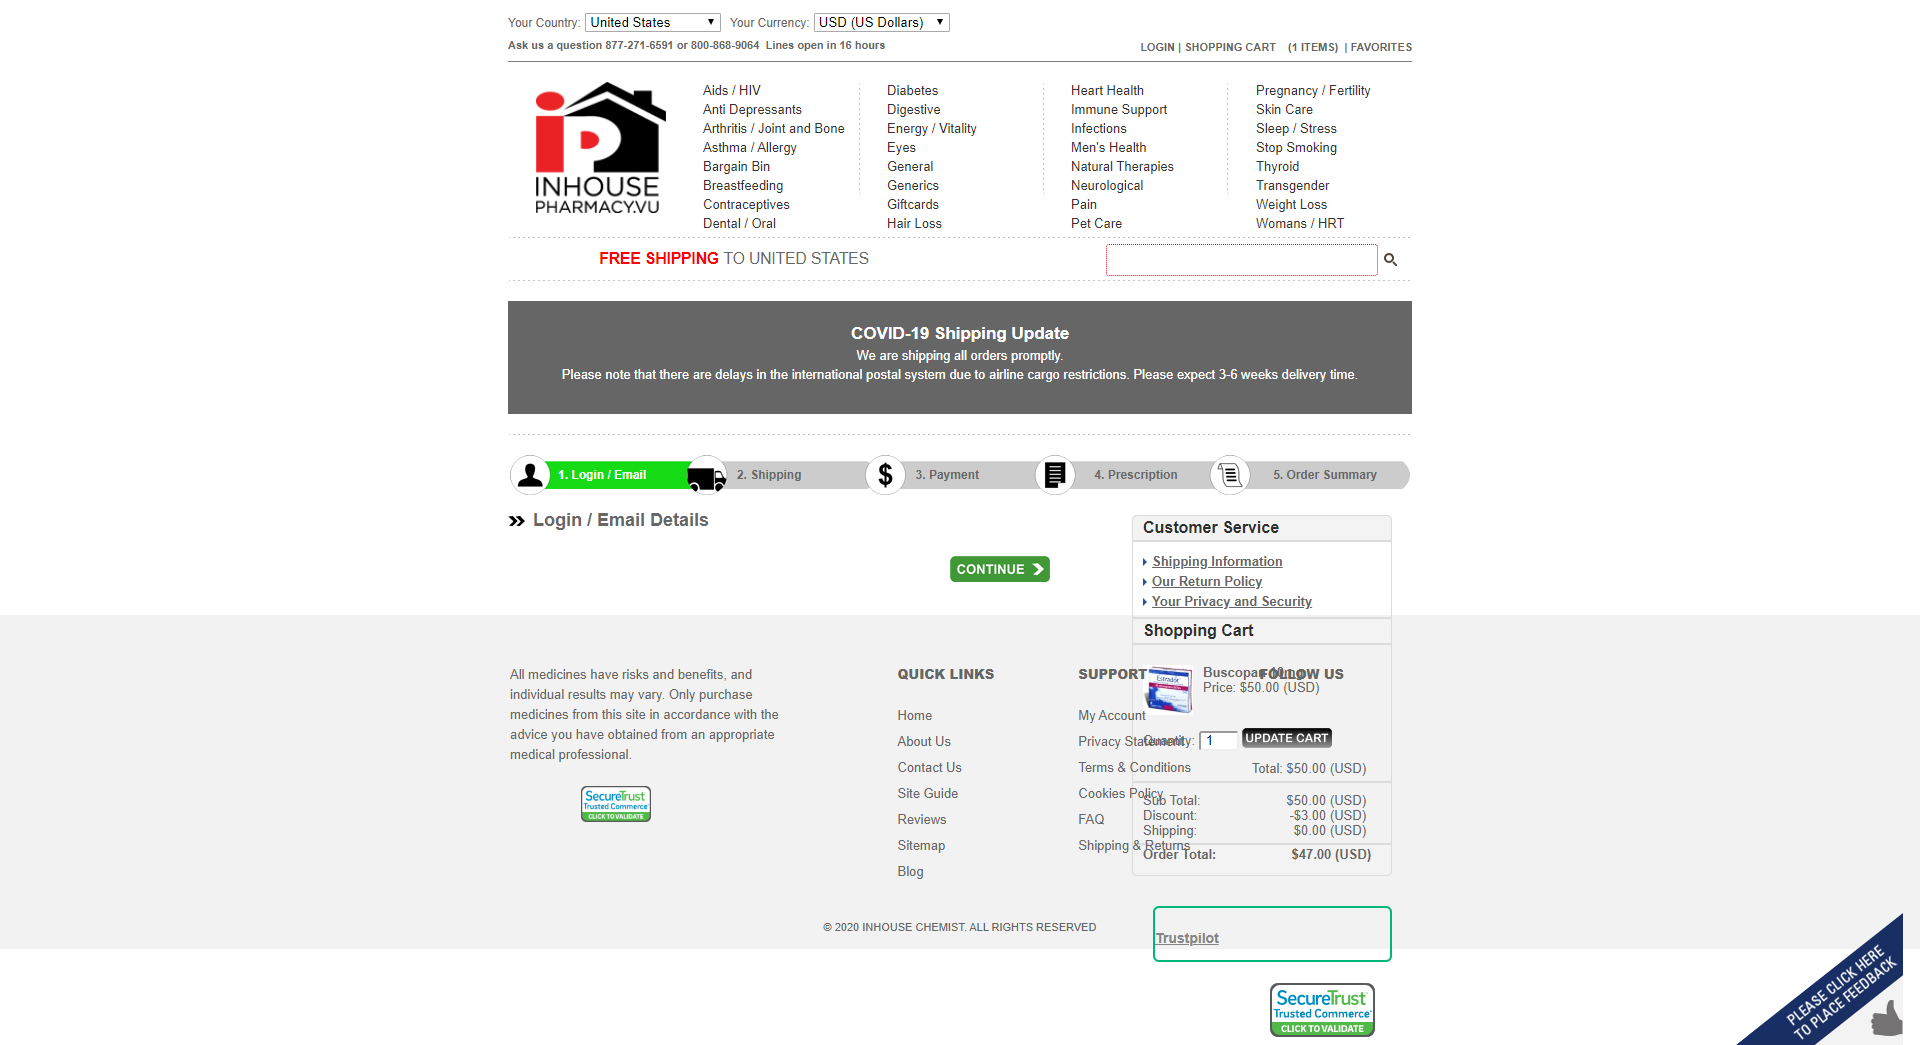 Your Country: United States Your Currency: USD (US Dollars)
Ask us a question 877-271-6591 or 800-868-9064 Lines open in 16 hours
LOGIN | SHOPPING CART (1 ITEMS) | FAVORITES
iP
INHOUSE
PHARMACY.VU
Aids / HIV
Anti Depressants
Arthritis / Joint and Bone
Asthma / Allergy
Bargain Bin
Breastfeeding
Contraceptives
Dental / Oral
Diabetes
Digestive
Energy / Vitality
Eyes
General
Generics
Giftcards
Hair Loss
Heart Health
Immune Support
Infections
Men's Health
Natural Therapies
Neurological
Pain
Pet Care
Pregnancy / Fertility
Skin Care
Sleep / Stress
Stop Smoking
Thyroid
Transgender
Weight Loss
Womans / HRT
FREE SHIPPING TO UNITED STATES
COVID-19 Shipping Update
We are shipping all orders promptly.
Please note that there are delays in the international postal system due to airline cargo restrictions. Please expect 3-6 weeks delivery time.
1. Login / Email
2. Shipping
$
3. Payment
4. Prescription
5. Order Summary
Login / Email Details
CONTINUE
Customer Service
Shipping Information
Our Return Policy
Your Privacy and Security
Shopping Cart
Estradot
Buscopan 10mg
Price: $50.00 (USD)
Quantity: 1 UPDATE CART
Total: $50.00 (USD)
Sub Total: $50.00 (USD)
Discount: -$3.00 (USD)
Shipping: $0.00 (USD)
Order Total: $47.00 (USD)
Trustpilot
SecureTrust
Trusted Commerce
CLICK TO VALIDATE
All medicines have risks and benefits, and
individual results may vary. Only purchase
medicines from this site in accordance with the
advice you have obtained from an appropriate
medical professional.
SecureTrust
Trusted Commerce
CLICK TO VALIDATE
QUICK LINKS
Home
About Us
Contact Us
Site Guide
Reviews
Sitemap
Blog
SUPPORT
My Account
Privacy Statement
Terms & Conditions
Cookies Policy
FAQ
Shipping & Returns
FOLLOW US
© 2020 INHOUSE CHEMIST. ALL RIGHTS RESERVED
PLEASE CLICK HERE
TO PLACE FEEDBACK